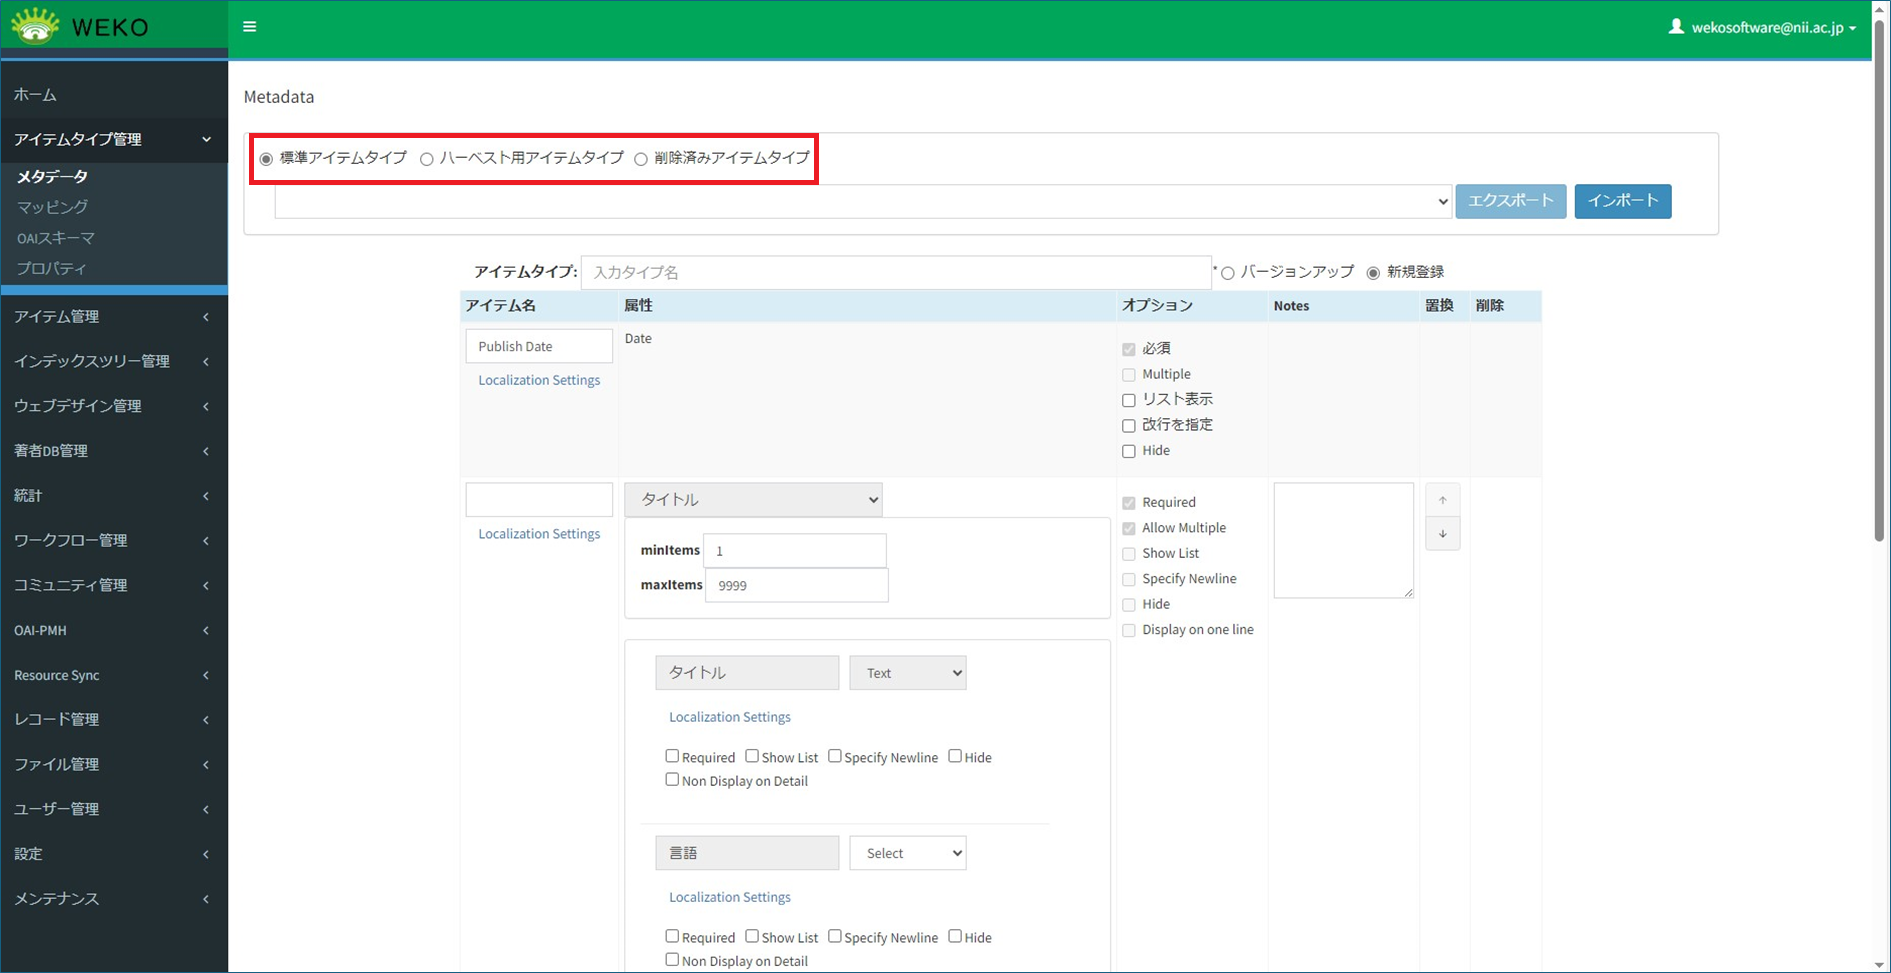 WEKO
wekosoftware@nii.ac.jp
ホーム
アイテムタイプ管理
メタデータ
マッピング
OAIスキーマ
プロパティ
アイテム管理
インデックスツリー管理
ウェブデザイン管理
著者DB管理
統計
ワークフロー管理
コミュニティ管理
OAI-PMH
Resource Sync
レコード管理
ファイル管理
ユーザー管理
設定
メンテナンス
Metadata
標準アイテムタイプ ハーベスト用アイテムタイプ 削除済みアイテムタイプ
エクスポート インポート
アイテムタイプ: 入力タイプ名 * バージョンアップ 新規登録
アイテム名 属性 オプション Notes 置換 削除
Publish Date
Localization Settings
Date
必須
Multiple
リスト表示
改行を指定
Hide
Localization Settings
タイトル
minItems 1
maxItems 9999
Required
Allow Multiple
Show List
Specify Newline
Hide
Display on one line
↑
↓
タイトル Text
Localization Settings
Required Show List Specify Newline Hide
Non Display on Detail
言語 Select
Localization Settings
Required Show List Specify Newline Hide
Non Display on Detail